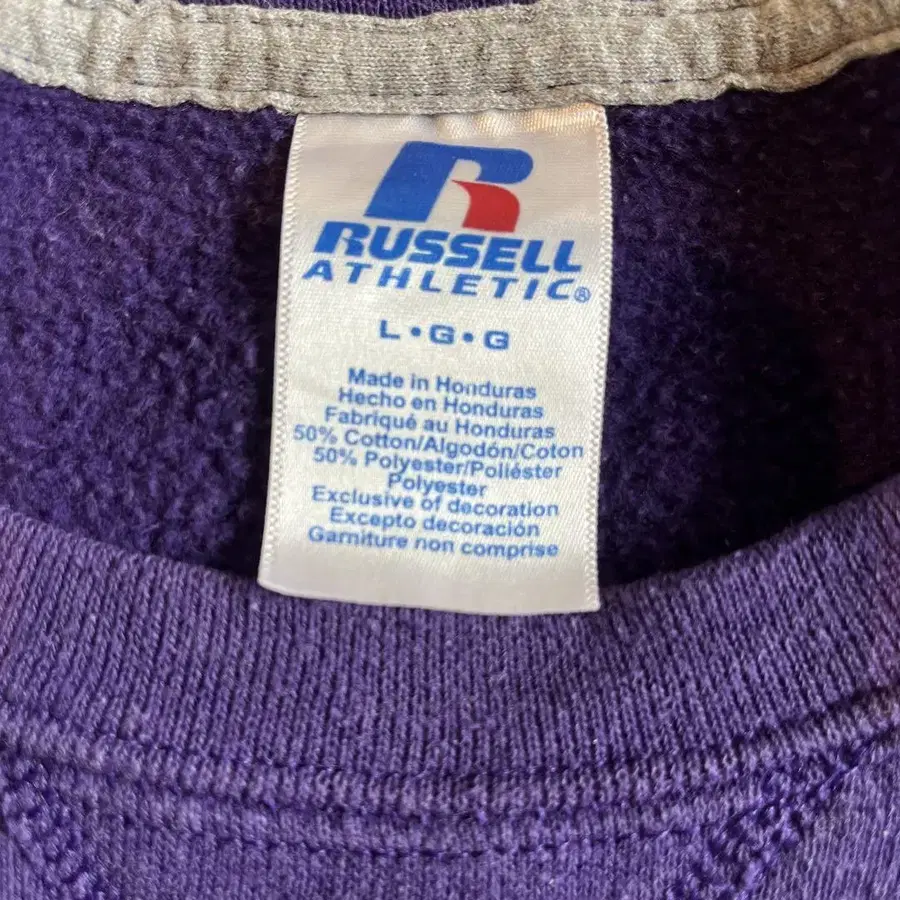 RUSSELL
ATHLETIC®
L•G•G
Made in Honduras
Hecho en Honduras
Fabriqué au Honduras
50% Cotton/Algodón/Coton
50% Polyester/Poliéster
Polyester
Exclusive of decoration
Excepto decoración
Garniture non comprise